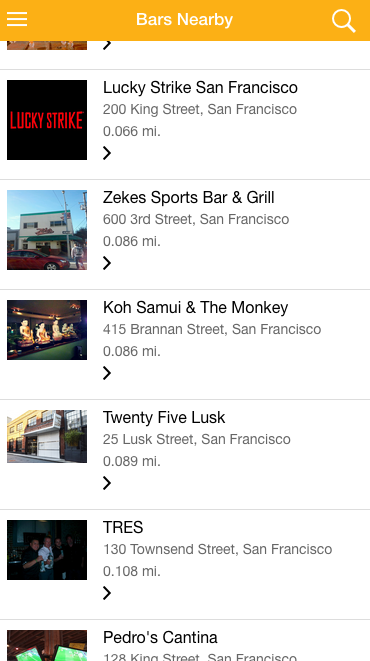 Bars Nearby
LUCKY STRIKE
Lucky Strike San Francisco
200 King Street, San Francisco
0.066 mi.
Zekes Sports Bar & Grill
600 3rd Street, San Francisco
0.086 mi.
Koh Samui & The Monkey
415 Brannan Street, San Francisco
0.086 mi.
Twenty Five Lusk
25 Lusk Street, San Francisco
0.089 mi.
TRES
130 Townsend Street, San Francisco
0.108 mi.
Pedro's Cantina
128 King Street, San Francisco